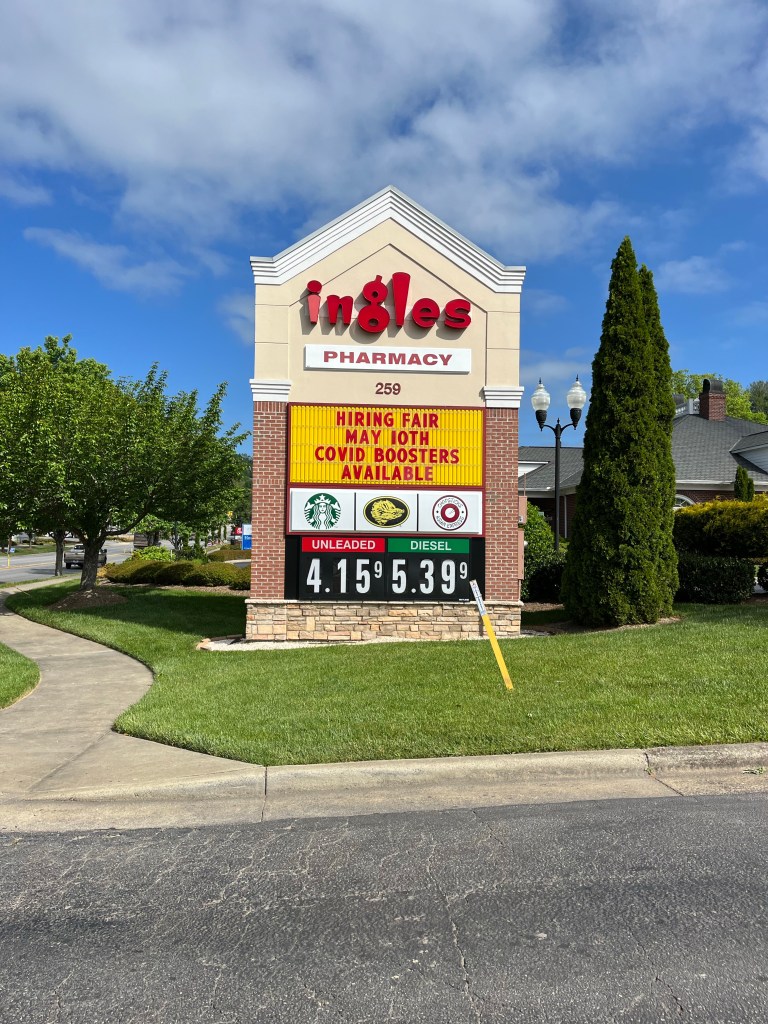 ingles
PHARMACY
259
HIRING FAIR
MAY 10TH
COVID BOOSTERS
AVAILABLE
UNLEADED DIESEL
4.15 9 5.39 9